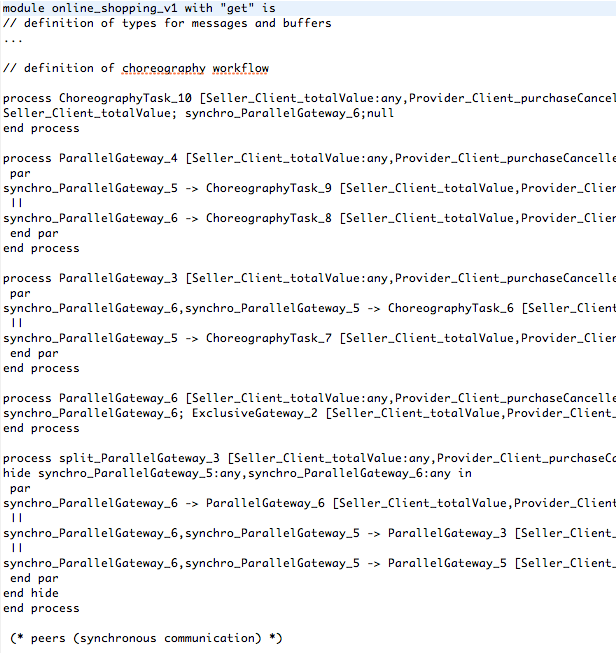 module online_shopping_v1 with "get" is
// definition of types for messages and buffers
...
// definition of choreography workflow
process ChoreographyTask_10 [Seller_Client_totalValue:any,Provider_Client_purchaseCancel
Seller_Client_totalValue; synchro_ParallelGateway_6;null
end process
process ParallelGateway_4 [Seller_Client_totalValue:any,Provider_Client_purchaseCancelle
par
synchro_ParallelGateway_5 -> ChoreographyTask_9 [Seller_Client_totalValue,Provider_Clier
||
synchro_ParallelGateway_6 -> ChoreographyTask_8 [Seller_Client_totalValue,Provider_Clier
end par
end process
process ParallelGateway_3 [Seller_Client_totalValue:any,Provider_Client_purchaseCancelle
par
synchro_ParallelGateway_6,synchro_ParallelGateway_5 -> ChoreographyTask_6 [Seller_Client
||
synchro_ParallelGateway_5 -> ChoreographyTask_7 [Seller_Client_totalValue,Provider_Clier
end par
end process
process ParallelGateway_6 [Seller_Client_totalValue:any,Provider_Client_purchaseCancelle
synchro_ParallelGateway_6; ExclusiveGateway_2 [Seller_Client_totalValue,Provider_Client_
end process
process split_ParallelGateway_3 [Seller_Client_totalValue:any,Provider_Client_purchaseCo
hide synchro_ParallelGateway_5:any,synchro_ParallelGateway_6:any in
par
synchro_ParallelGateway_6 -> ParallelGateway_6 [Seller_Client_totalValue,Provider_Client
||
synchro_ParallelGateway_6,synchro_ParallelGateway_5 -> ParallelGateway_3 [Seller_Client_
||
synchro_ParallelGateway_6,synchro_ParallelGateway_5 -> ParallelGateway_5 [Seller_Client_
end par
end hide
end process
(* peers (synchronous communication) *)